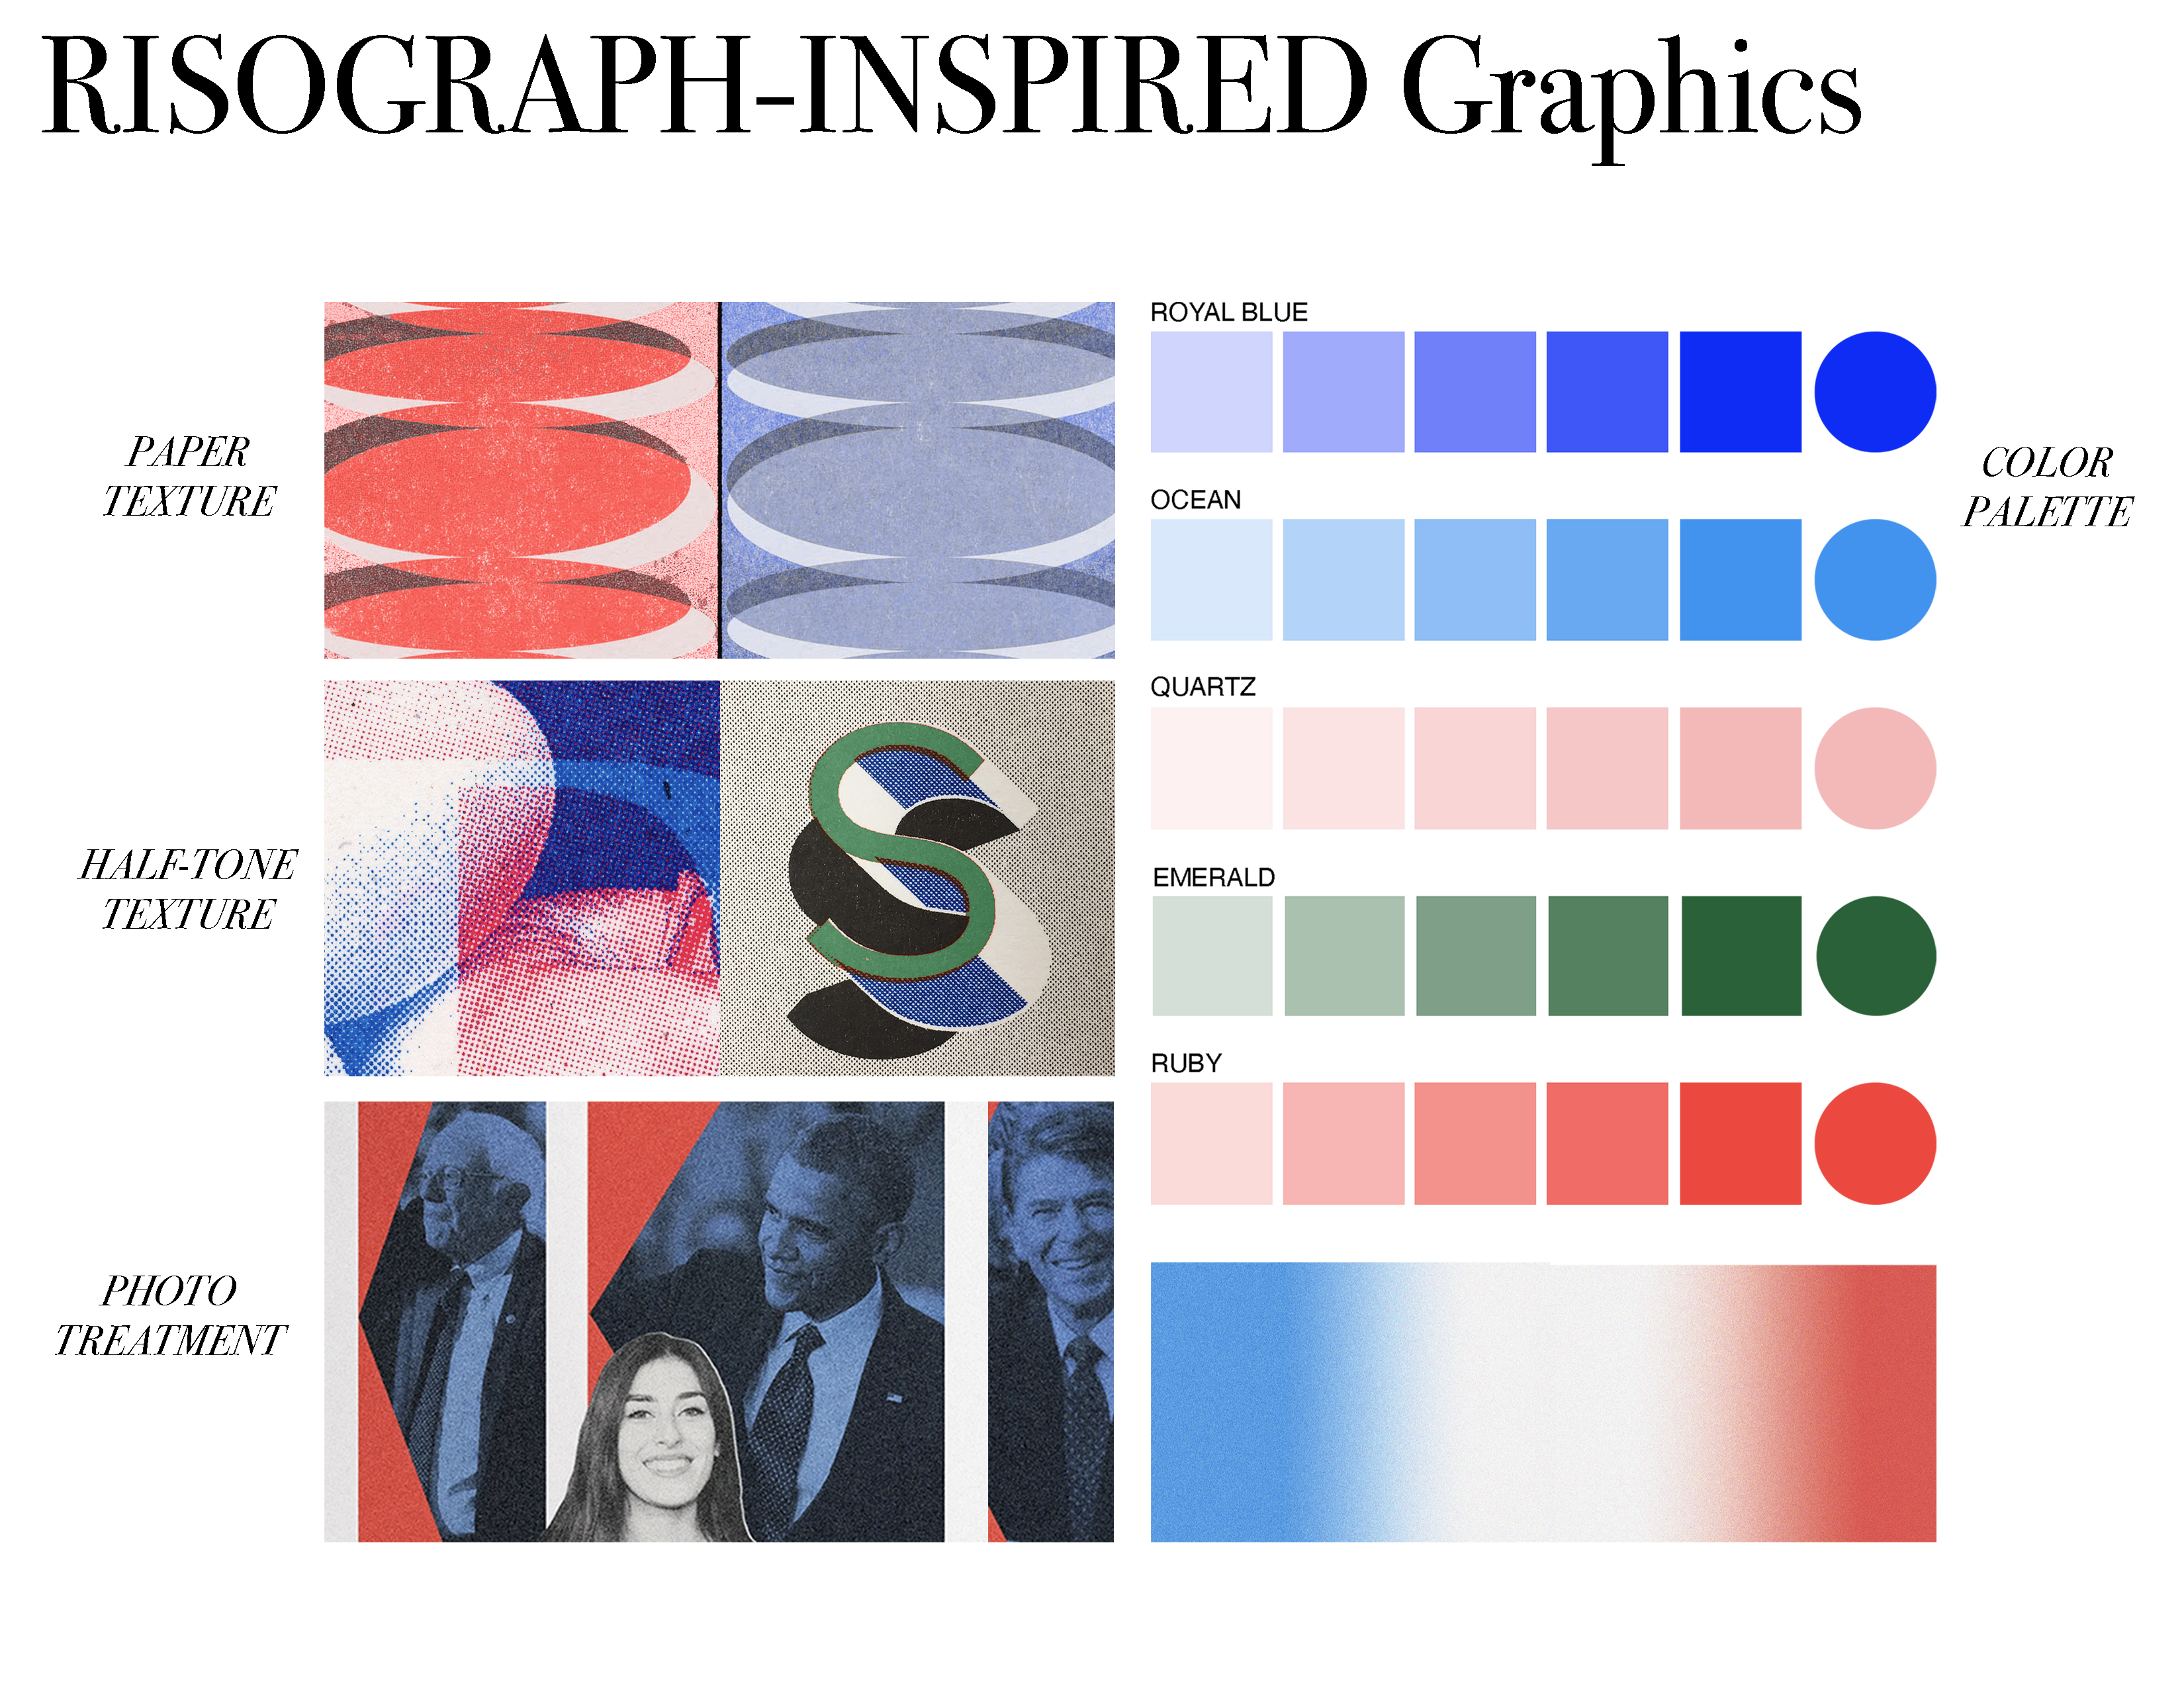 RISOGRAPH-INSPIRED Graphics
PAPER
TEXTURE
HALF-TONE
TEXTURE
S
PHOTO
TREATMENT
ROYAL BLUE
OCEAN
QUARTZ
EMERALD
RUBY
COLOR
PALETTE